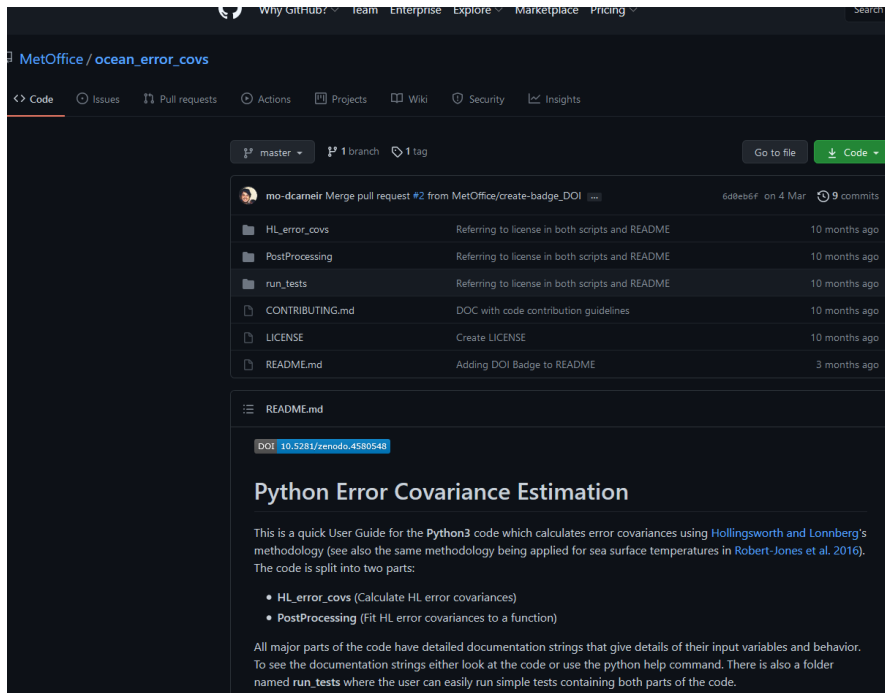 Why GitHub? Team Enterprise Explore Marketplace Pricing Search
MetOffice / ocean_error_covs
<> Code Issues Pull requests Actions Projects Wiki Security Insights
master 1 branch 1 tag Go to file Code
mo-dcarneir Merge pull request #2 from MetOffice/create-badge_DOI ... 6d0eb6f on 4 Mar 9 commits
HL_error_covs Referring to license in both scripts and README 10 months ago
PostProcessing Referring to license in both scripts and README 10 months ago
run_tests Referring to license in both scripts and README 10 months ago
CONTRIBUTING.md DOC with code contribution guidelines 10 months ago
LICENSE Create LICENSE 10 months ago
README.md Adding DOI Badge to README 3 months ago
README.md
DOI 10.5281/zenodo.4580548
Python Error Covariance Estimation
This is a quick User Guide for the Python3 code which calculates error covariances using Hollingsworth and Lonnberg's
methodology (see also the same methodology being applied for sea surface temperatures in Robert-Jones et al. 2016).
The code is split into two parts:
• HL_error_covs (Calculate HL error covariances)
• PostProcessing (Fit HL error covariances to a function)
All major parts of the code have detailed documentation strings that give details of their input variables and behavior.
To see the documentation strings either look at the code or use the python help command. There is also a folder
named run_tests where the user can easily run simple tests containing both parts of the code.